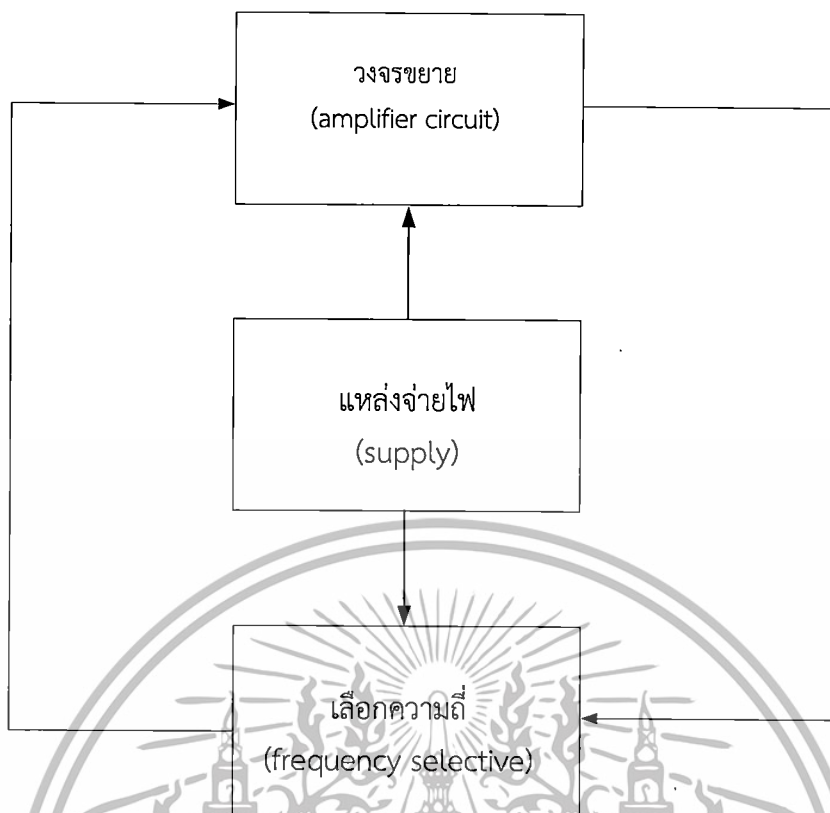 วงจรขยาย
(amplifier circuit)
แหล่งจ่ายไฟ
(supply)
เลือกความถี่
(frequency selective)